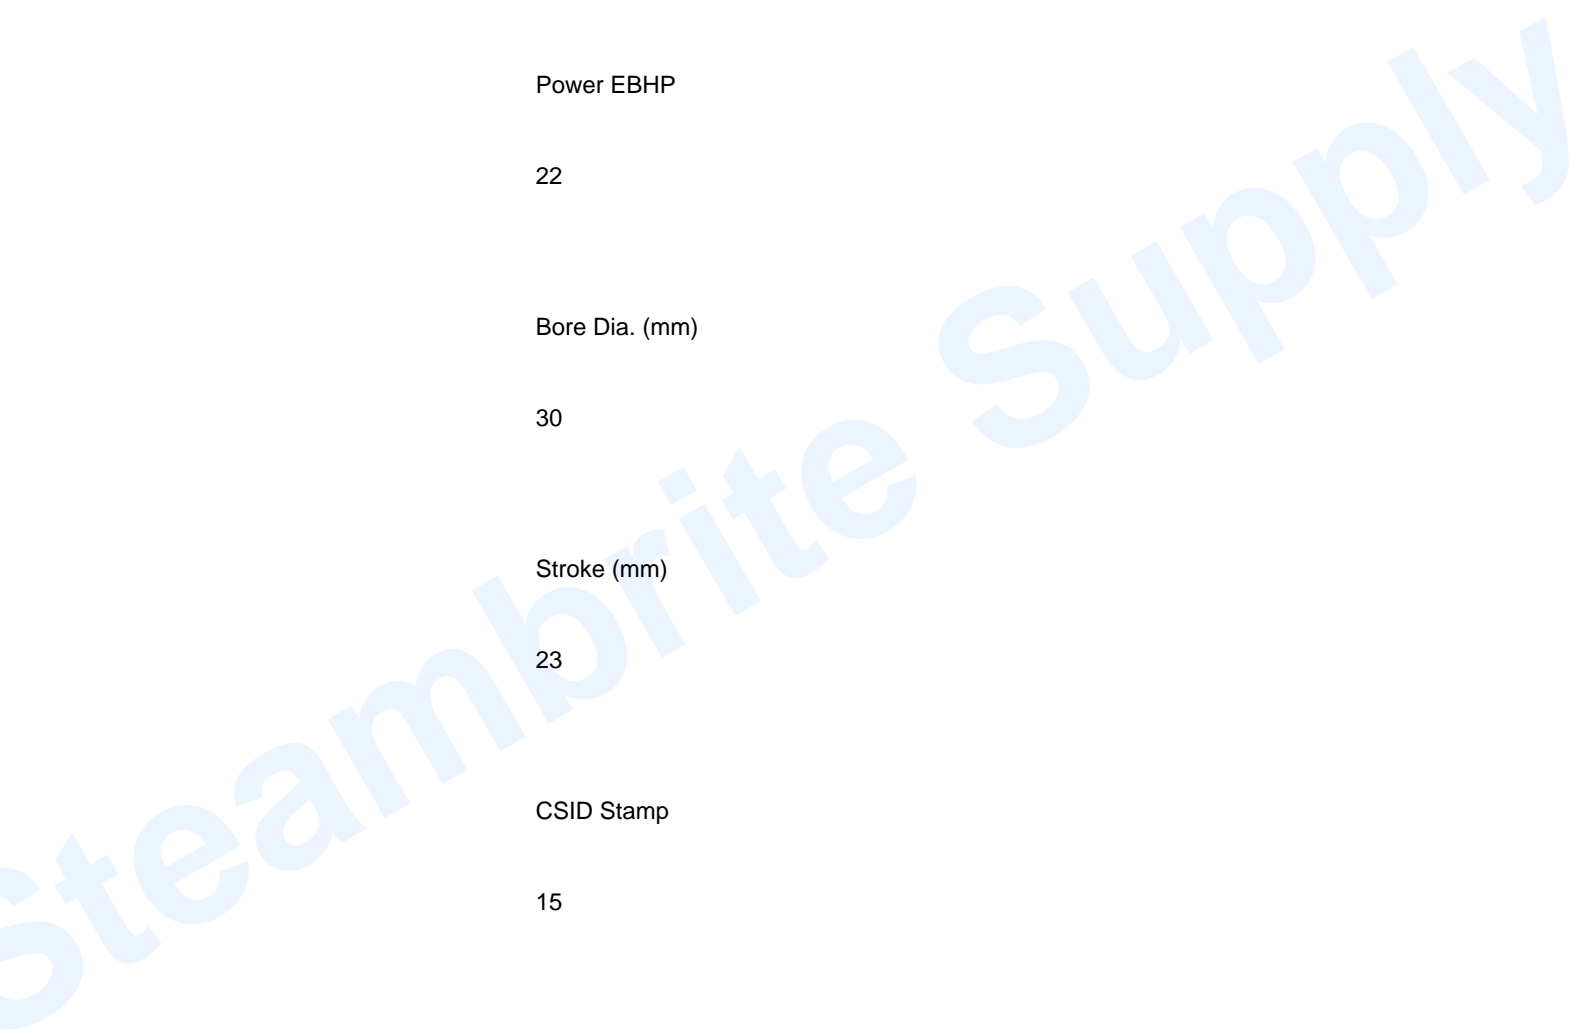 Power EBHP
22
Bore Dia. (mm)
30
Stroke (mm)
23
CSID Stamp
15
Steambrite Supply